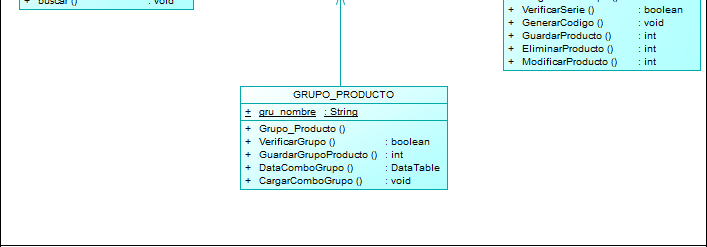 + buscar () : void
+ VerificarSerie () : boolean
+ GenerarCodigo () : void
+ GuardarProducto () : int
+ EliminarProducto () : int
+ ModificarProducto () : int
GRUPO_PRODUCTO
+ gru_nombre : String
+ Grupo_Producto ()
+ VerificarGrupo () : boolean
+ GuardarGrupoProducto () : int
+ DataComboGrupo () : DataTable
+ CargarComboGrupo () : void